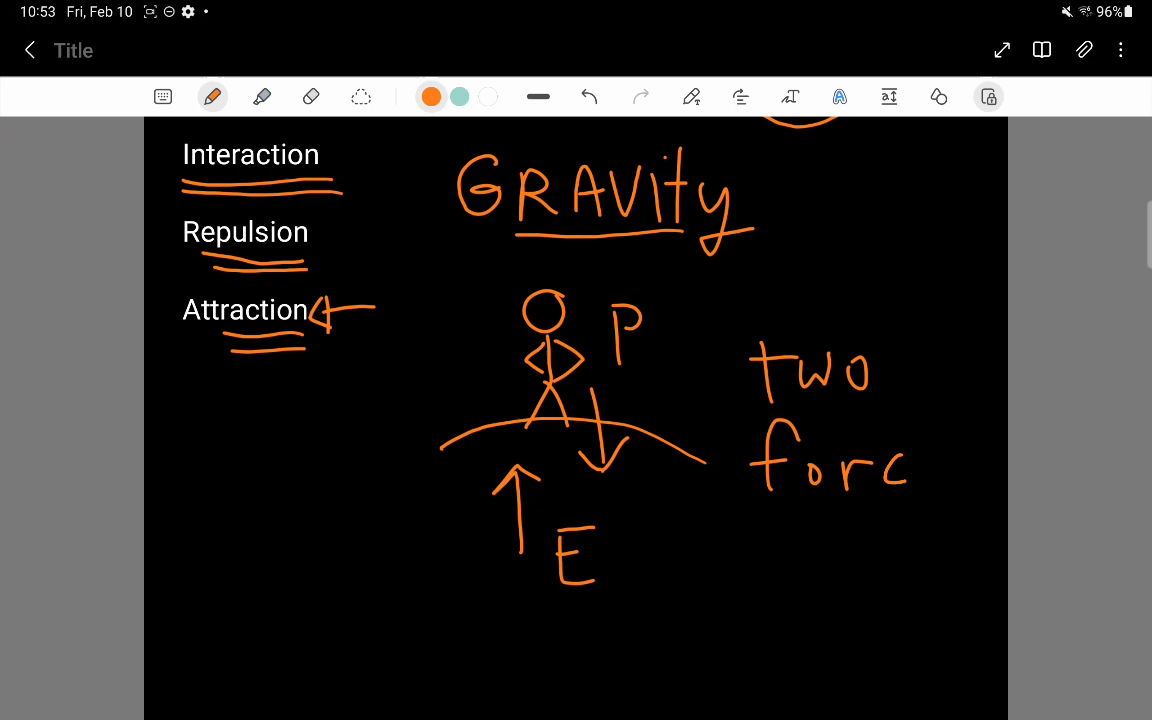 10:53 Fri, Feb 10
96%
Title
Interaction
Repulsion
Attraction
GRAVity
P
two
forc
E